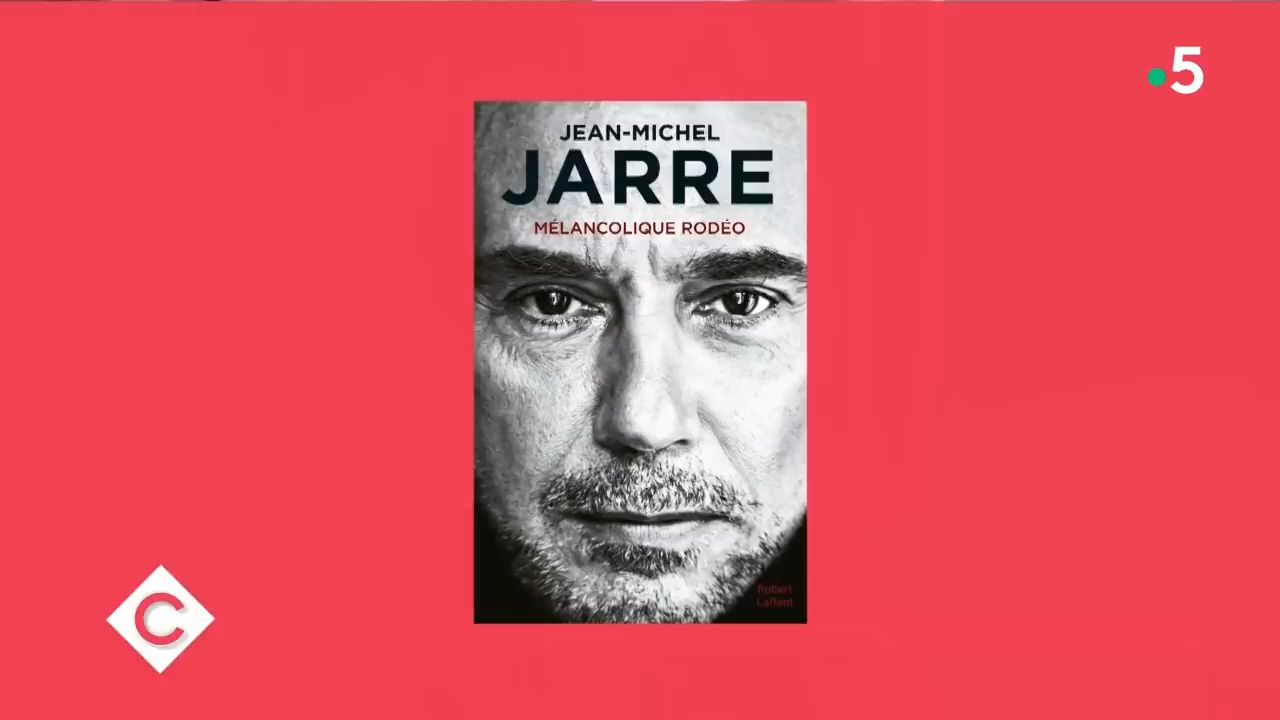 5
JEAN-MICHEL
JARRE
MÉLANCOLIQUE RODÉO
Robert
Laffont
C